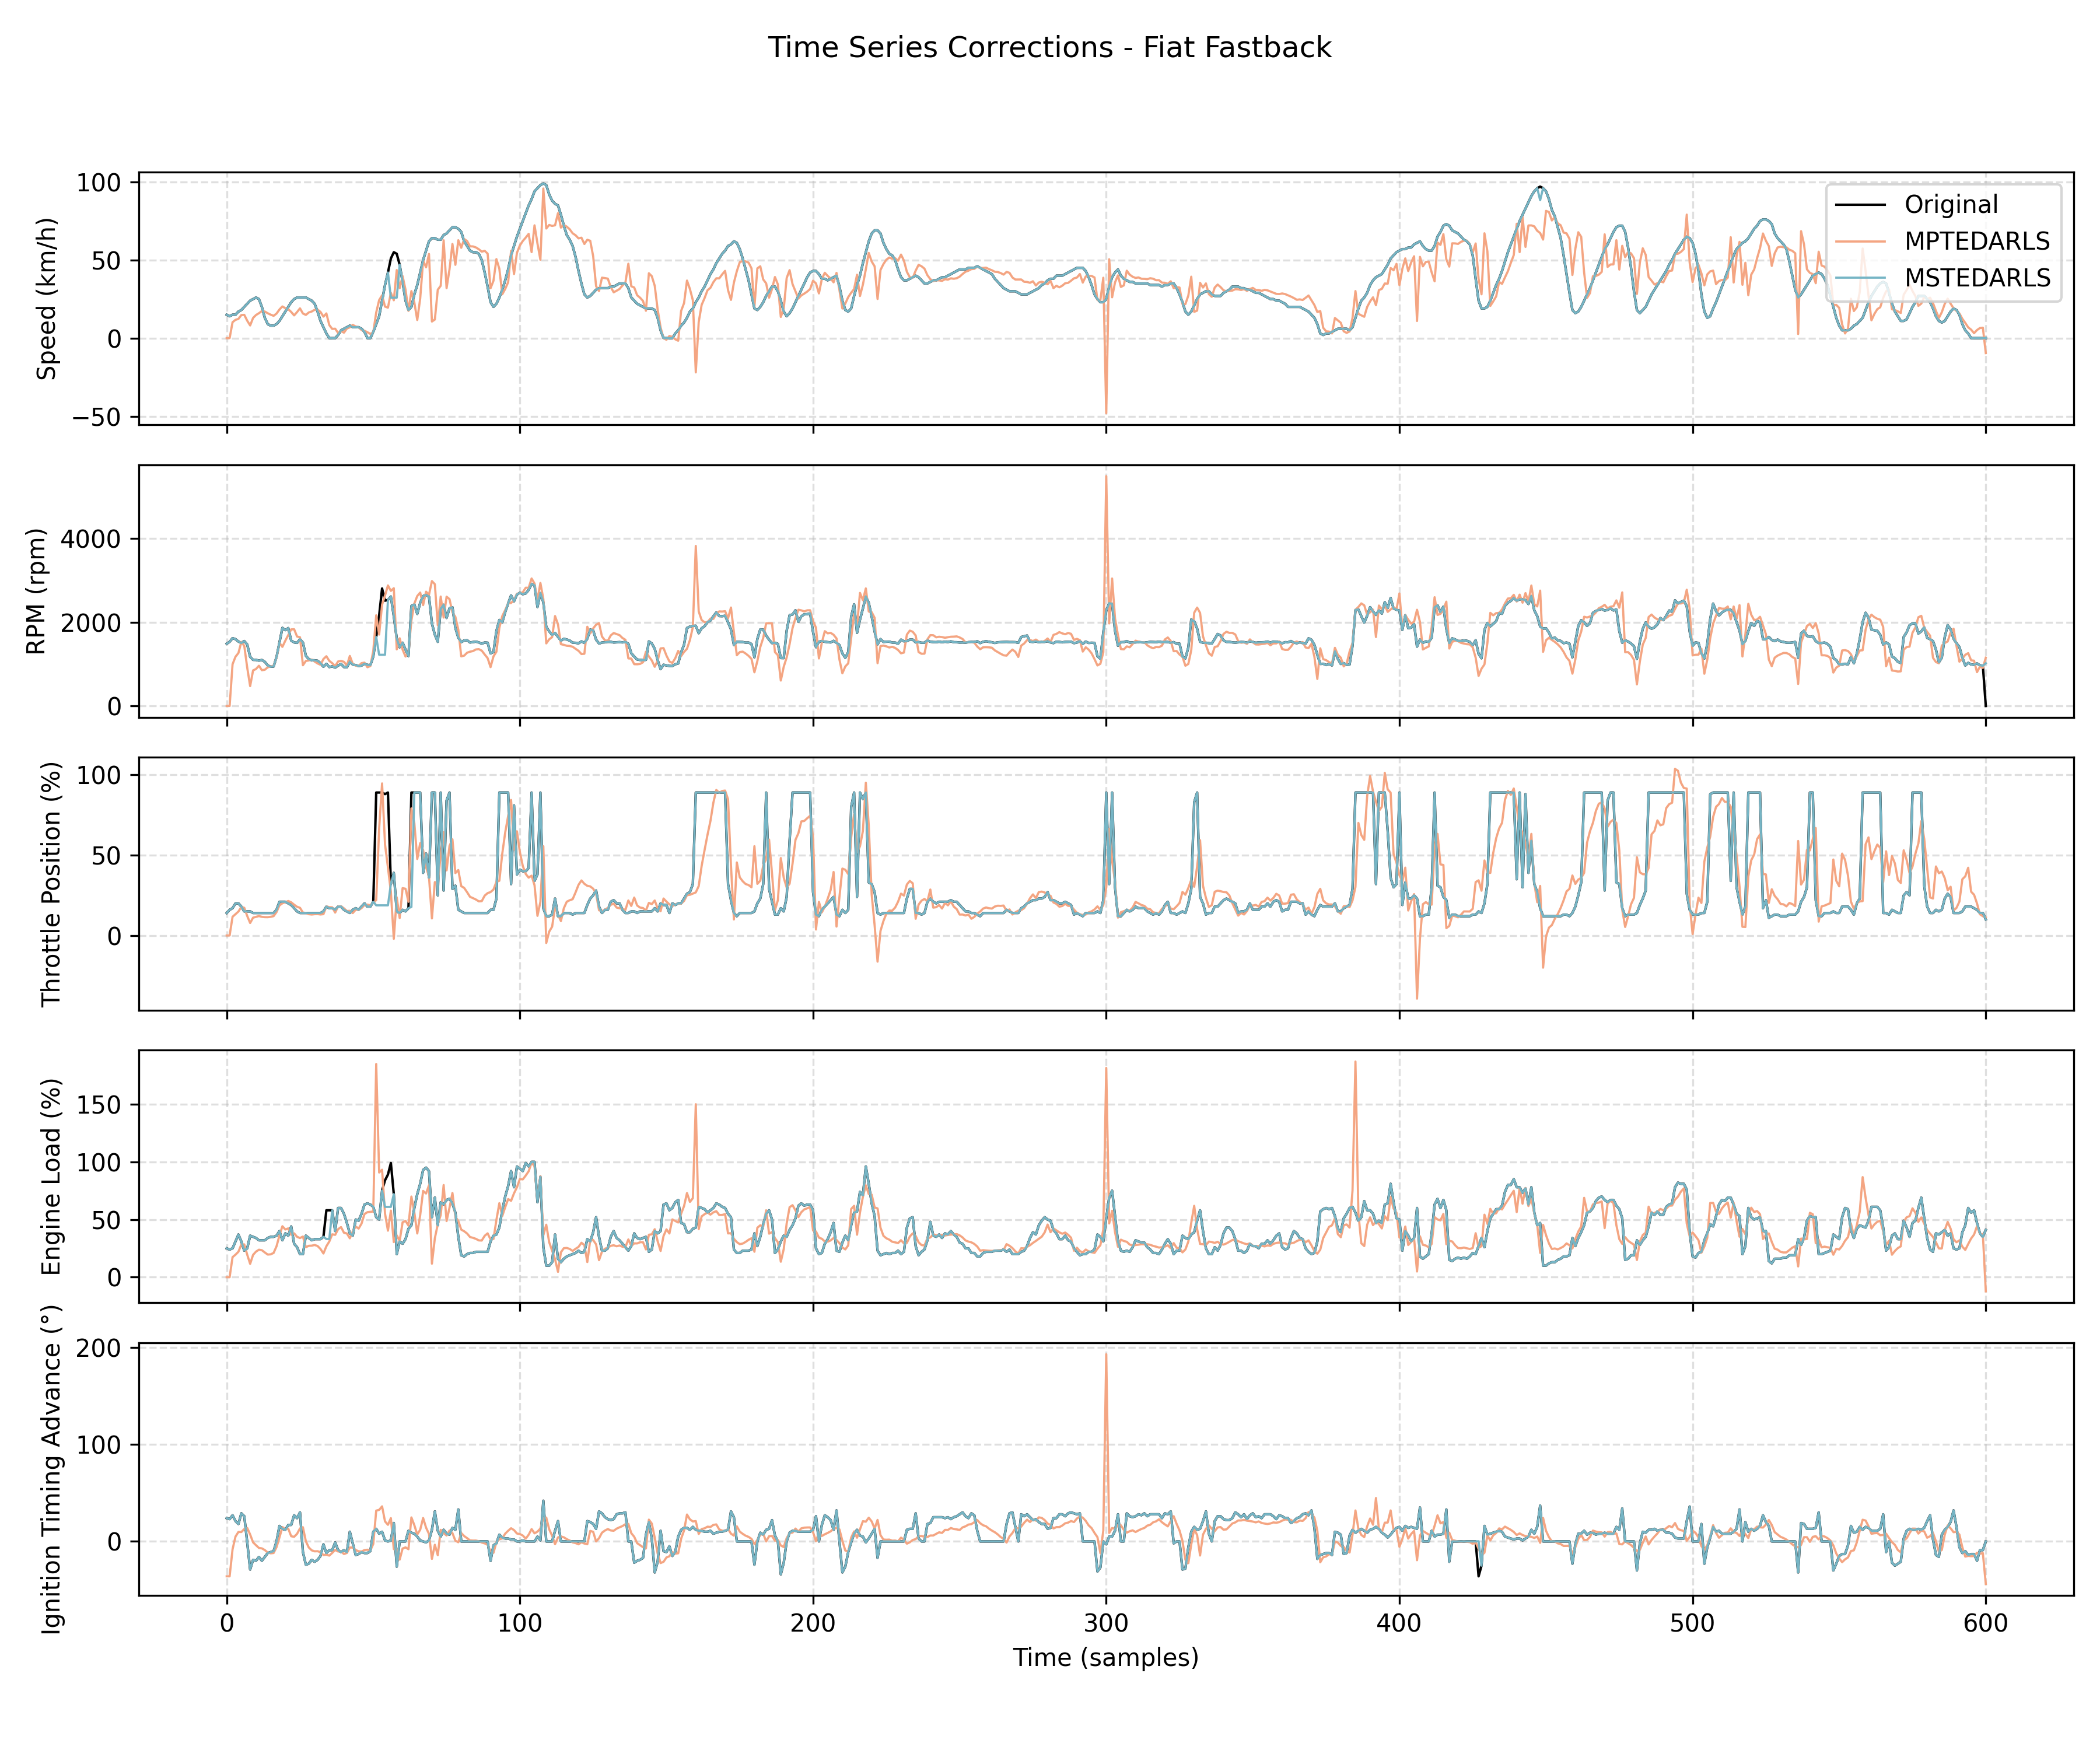 Time Series Corrections - Fiat Fastback
Speed (km/h)
100
50
0
−50
Original
MPTEDARLS
MSTEDARLS
RPM (rpm)
4000
2000
0
Throttle Position (%)
100
50
0
Engine Load (%)
150
100
50
0
Ignition Timing Advance (°)
200
100
0
0 100 200 300 400 500 600
Time (samples)